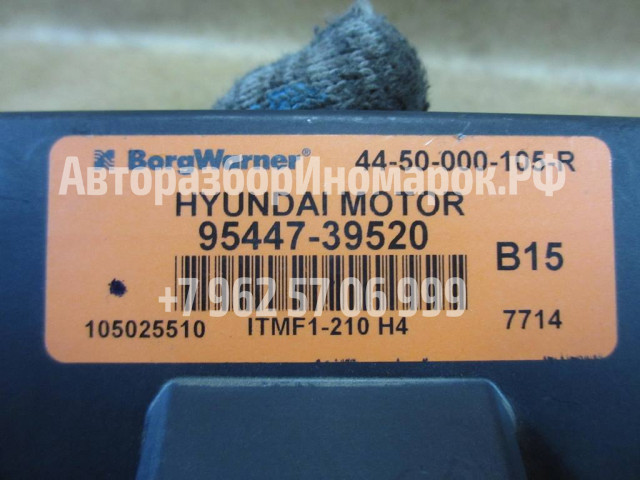 BorgWarner® 44-50-000-105-R
АвторазборИномарок.РФ
HYUNDAI MOTOR
95447-39520
B15
+7 962 57 06 999
105025510 ITMF1-210 H4 7714